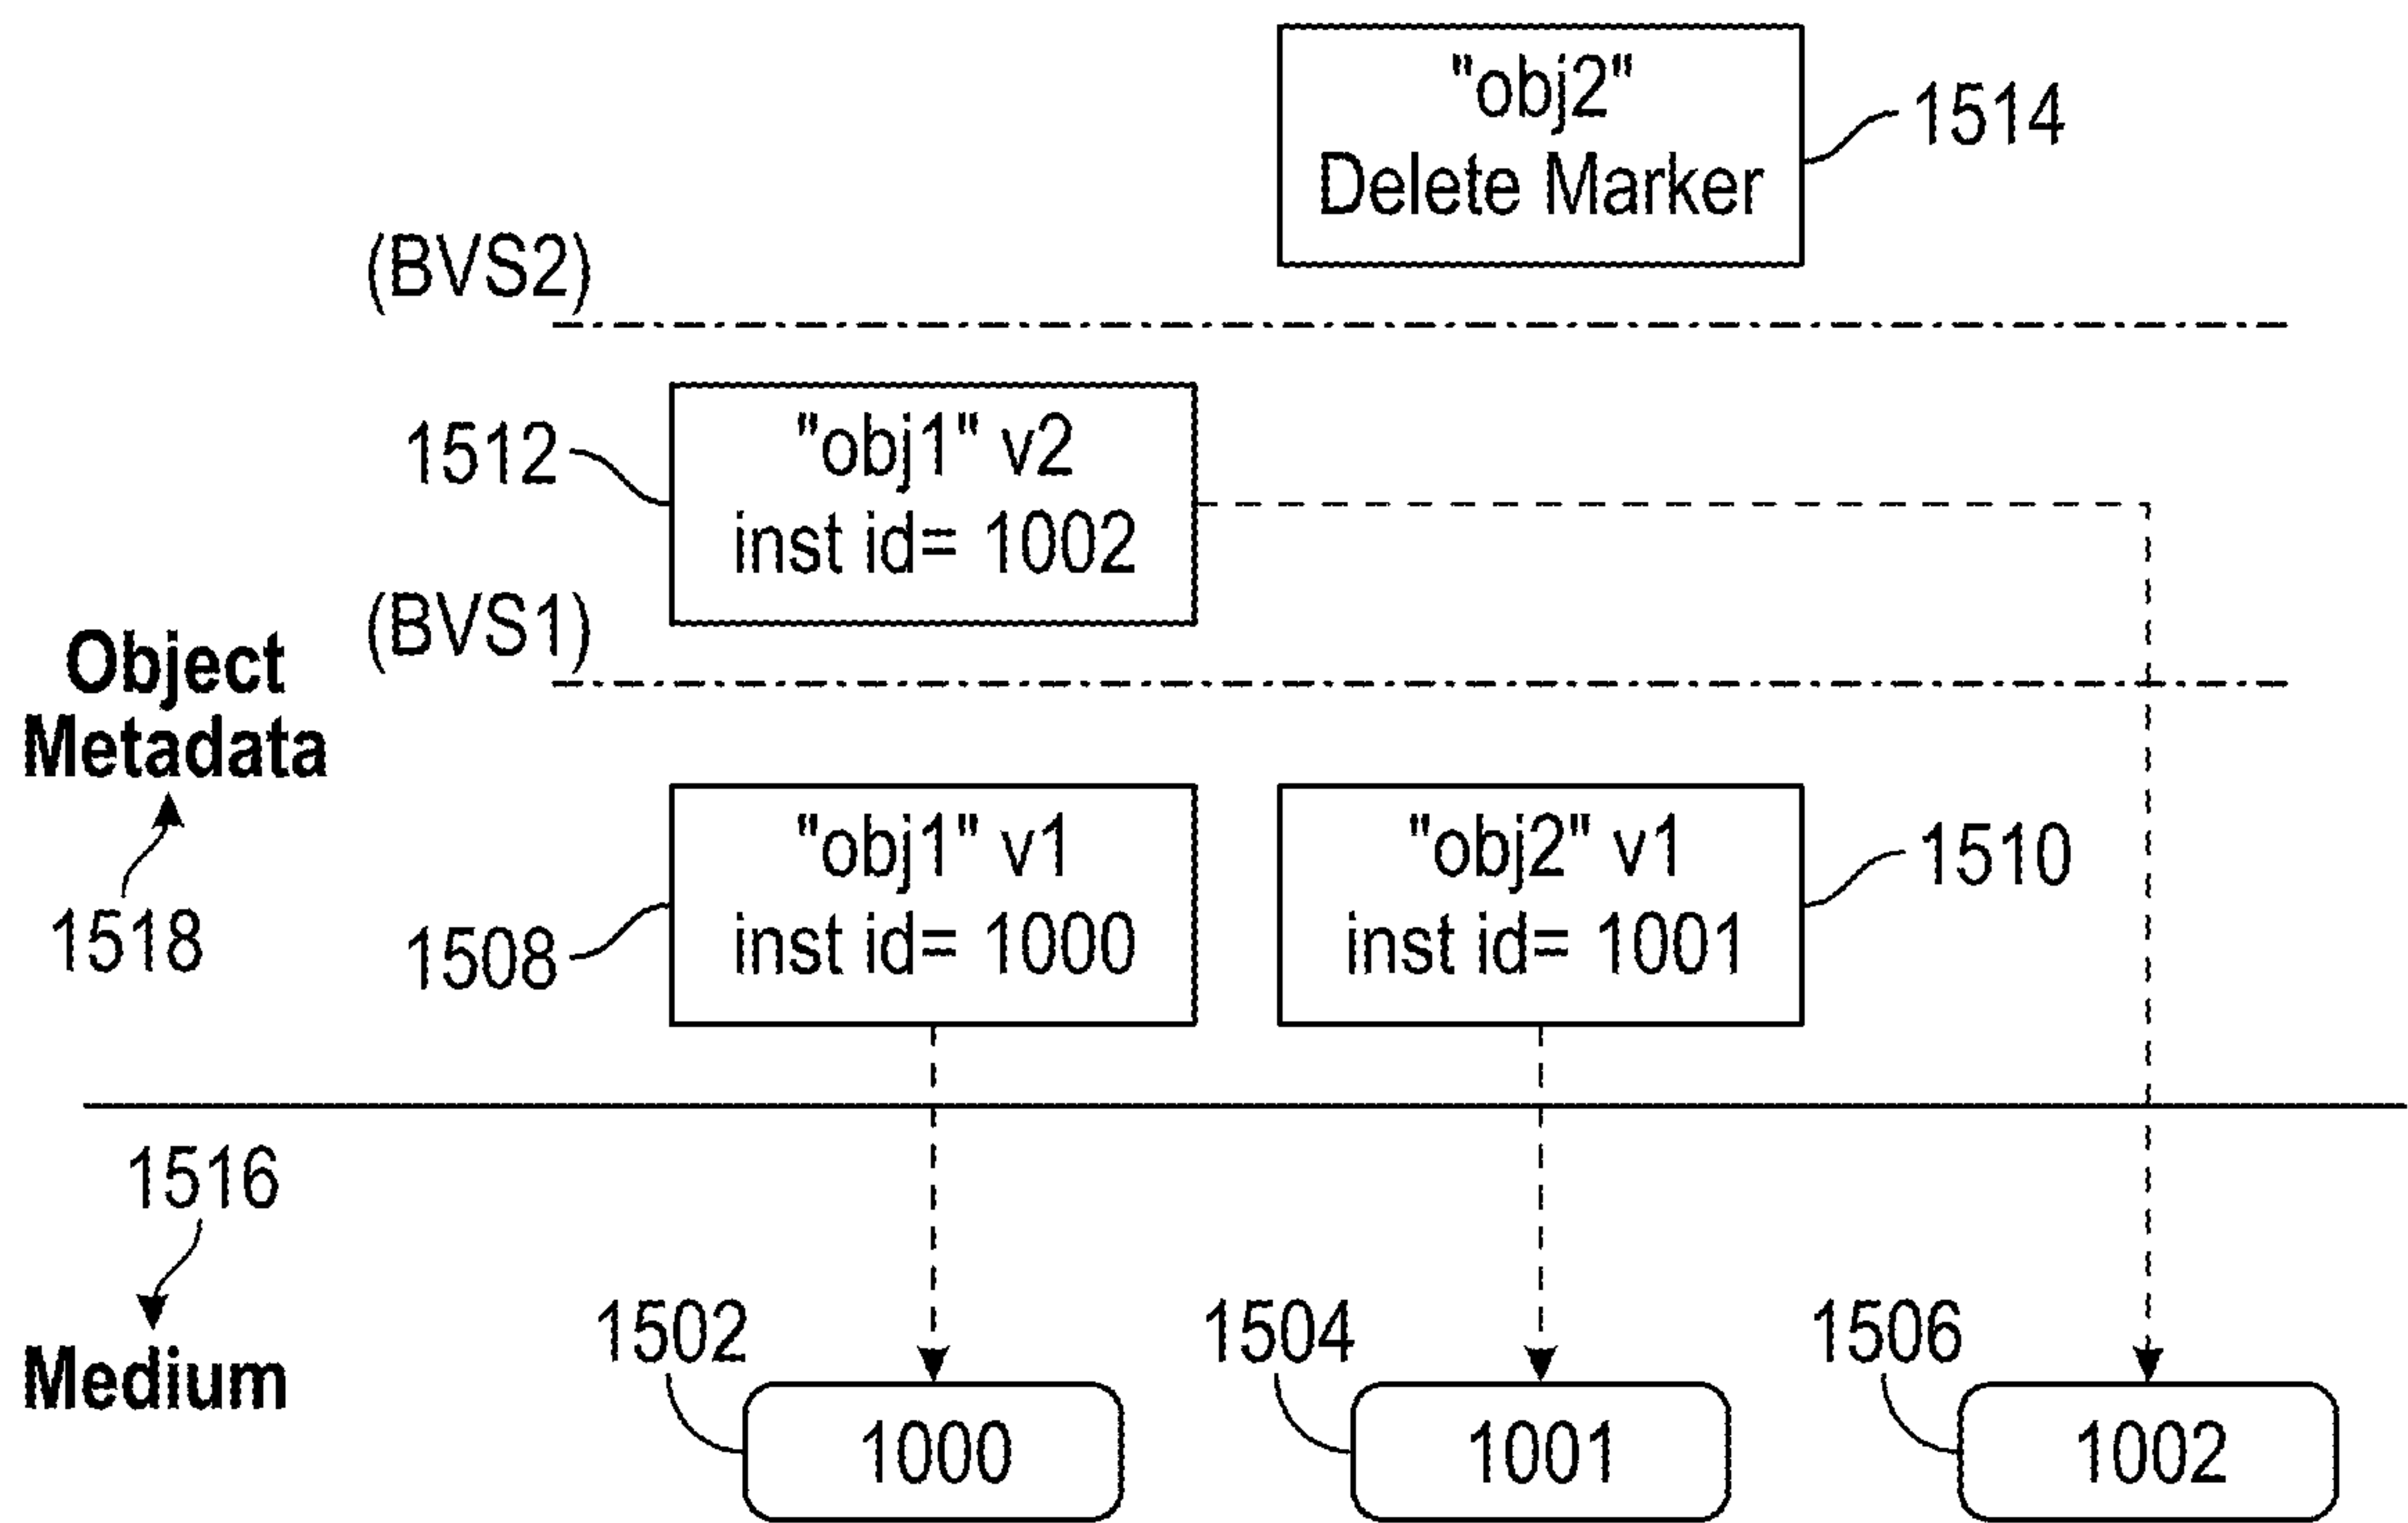 "obj2"
Delete Marker
1514
(BVS2)
1512
"obj1" v2
inst id= 1002
(BVS1)
Object
Metadata
1518
1508
"obj1" v1
inst id= 1000
"obj2" v1
inst id= 1001
1510
1516
Medium
1502
1000
1504
1001
1506
1002